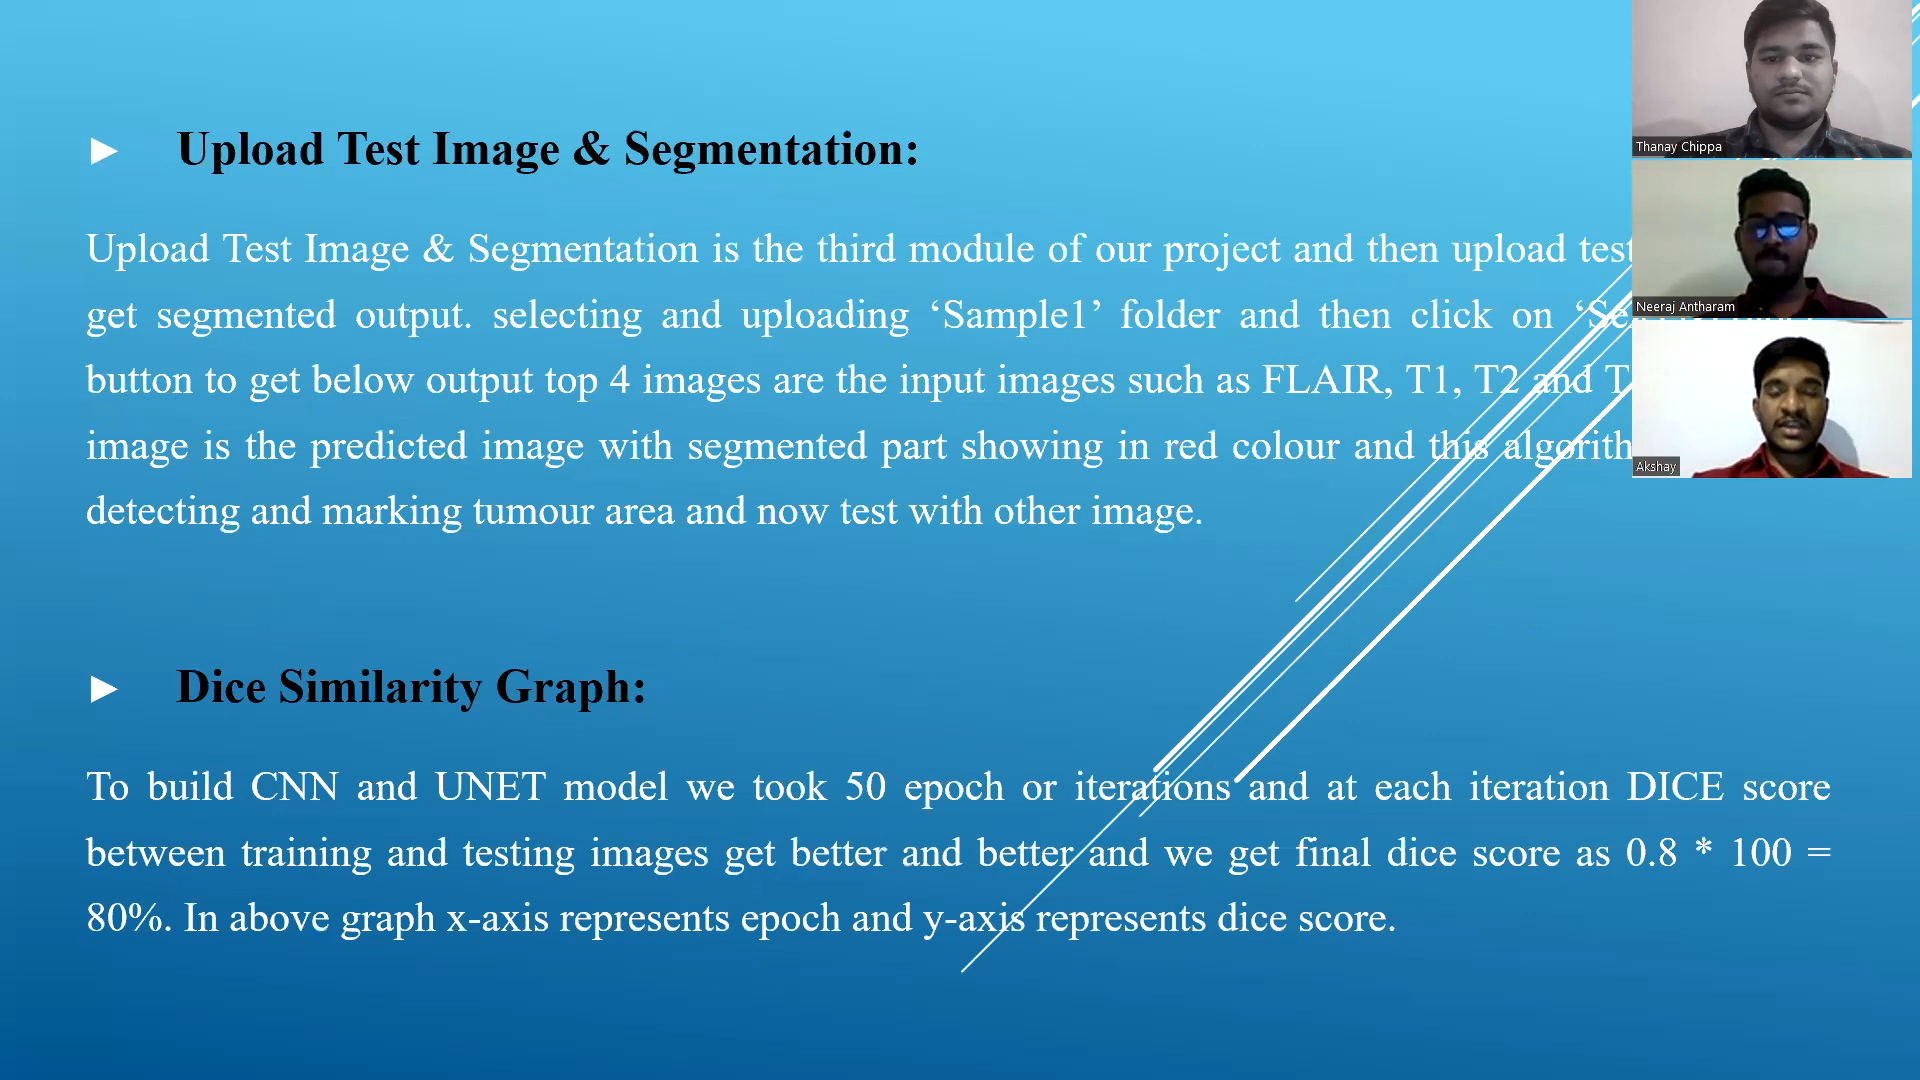 Upload Test Image & Segmentation:
Upload Test Image & Segmentation is the third module of our project and then upload test
get segmented output. selecting and uploading ‘Sample1’ folder and then click on
button to get below output top 4 images are the input images such as FLAIR, T1, T2 and
image is the predicted image with segmented part showing in red colour and this
detecting and marking tumour area and now test with other image.
Dice Similarity Graph:
To build CNN and UNET model we took 50 epoch or iterations and at each iteration DICE score
between training and testing images get better and better and we get final dice score as 0.8 * 100 =
80%. In above graph x-axis represents epoch and y-axis represents dice score.
Thanay Chippa
Neeraj Antharam
Akshay